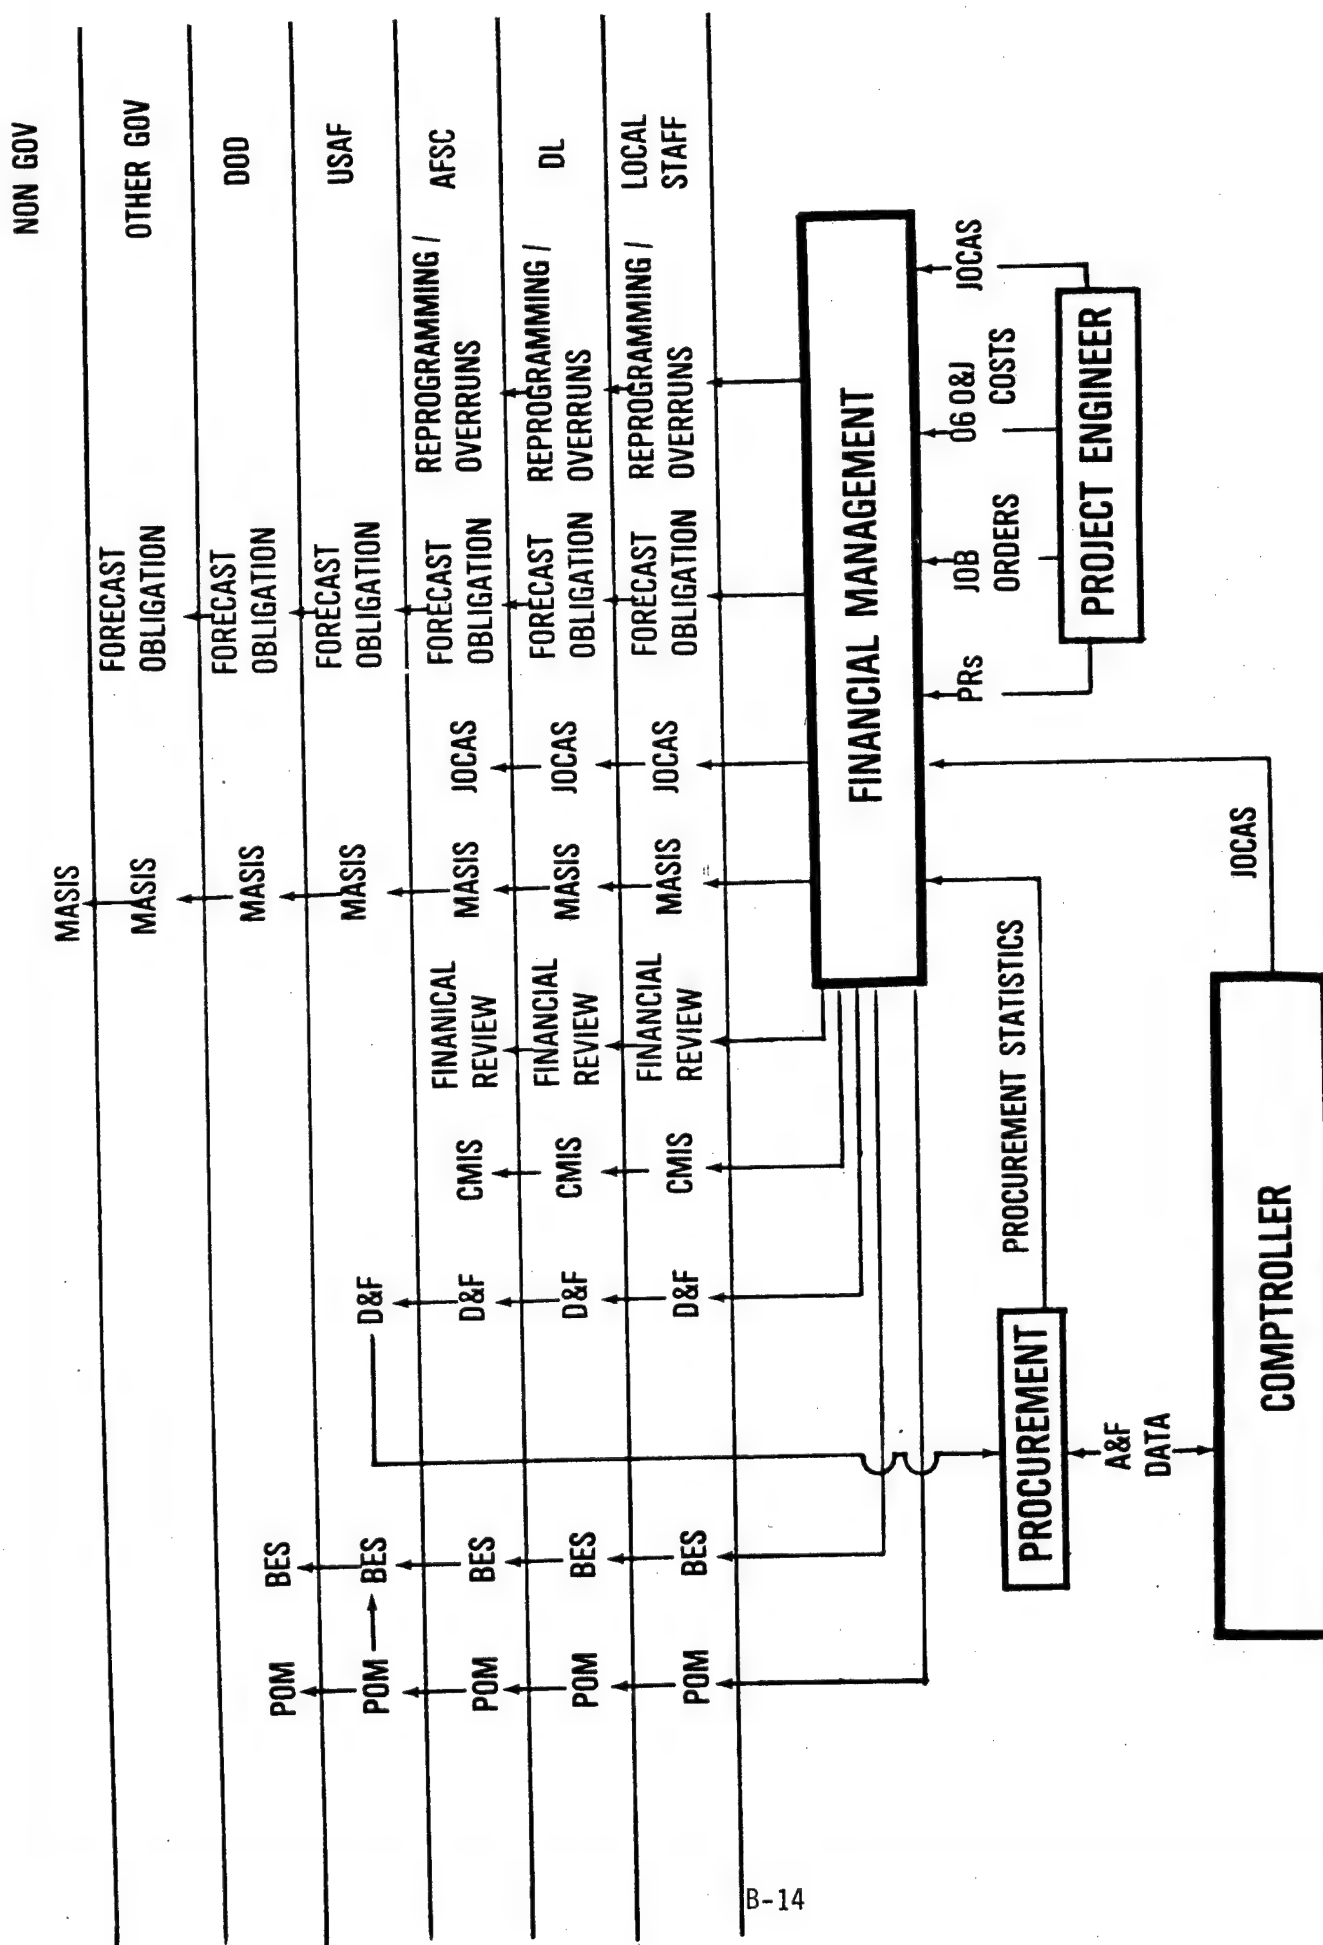 NON GOV
MASIS
MASIS
FORECAST
OBLIGATION
OTHER GOV
POM
BES
MASIS
FORECAST
OBLIGATION
DOD
POM
BES
D&F
MASIS
FORECAST
OBLIGATION
USAF
POM
BES
D&F
CMIS
FINANICAL
REVIEW
MASIS
JOCAS
FORECAST
OBLIGATION
REPROGRAMMING /
OVERRUNS
AFSC
POM
BES
D&F
CMIS
FINANCIAL
REVIEW
MASIS
JOCAS
FORECAST
OBLIGATION
REPROGRAMMING /
OVERRUNS
DL
POM
BES
D&F
CMIS
FINANCIAL
REVIEW
MASIS
JOCAS
FORECAST
OBLIGATION
REPROGRAMMING /
OVERRUNS
LOCAL
STAFF
FINANCIAL MANAGEMENT
PRs
JOB
ORDERS
06 O&J
COSTS
JOCAS
PROJECT ENGINEER
PROCUREMENT STATISTICS
PROCUREMENT
A&F
DATA
JOCAS
COMPTROLLER
B-14